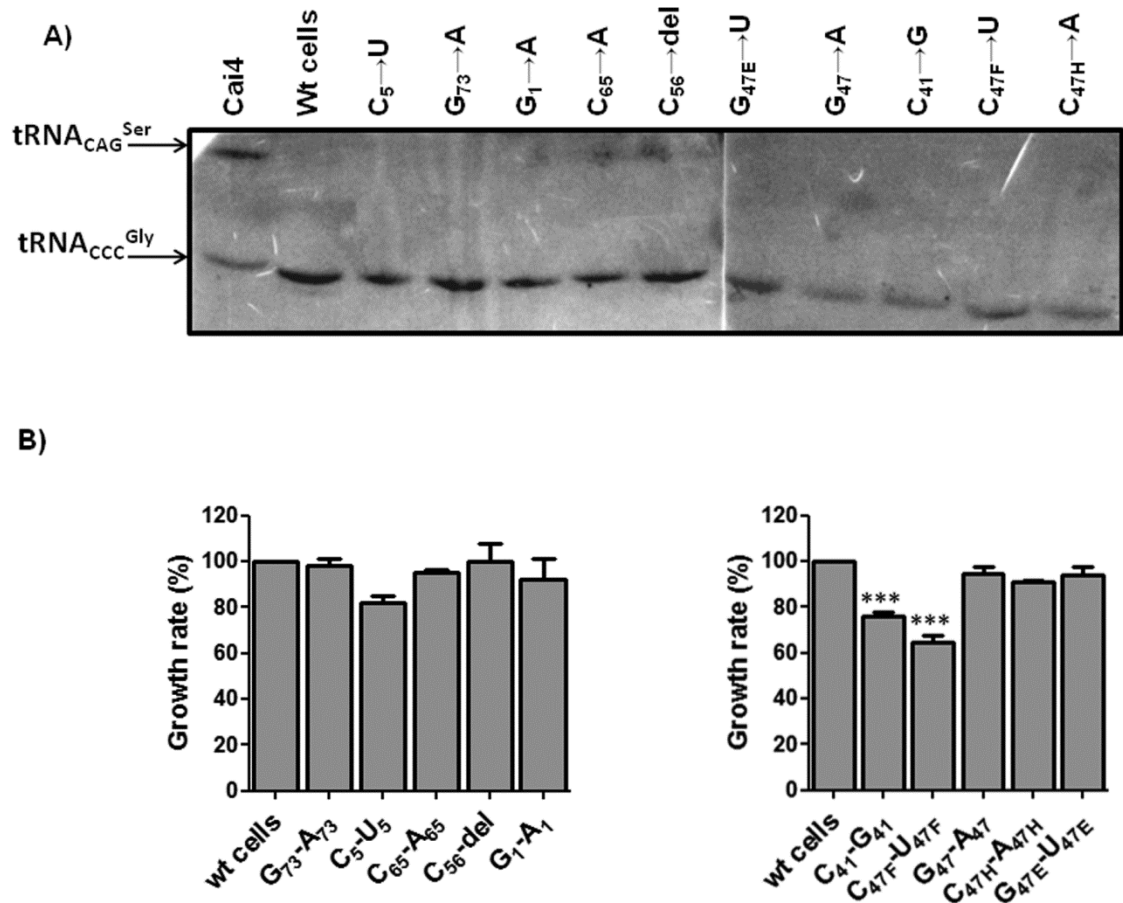 A)
Cai4
Wt cells
C5→U
G73→A
G1→A
C65→A
C56→del
G47E→U
G47→A
C41→G
C47F→U
C47H→A
tRNACAGSer
tRNACCCGly
B)
Growth rate (%)
120
100
80
60
40
20
0
wt cells
G73-A73
C5-U5
C65-A65
C56-del
G1-A1
Growth rate (%)
120
100
80
60
40
20
0
***
***
wt cells
C41-G41
C47F-U47F
G47-A47
C47H-A47H
G47E-U47E